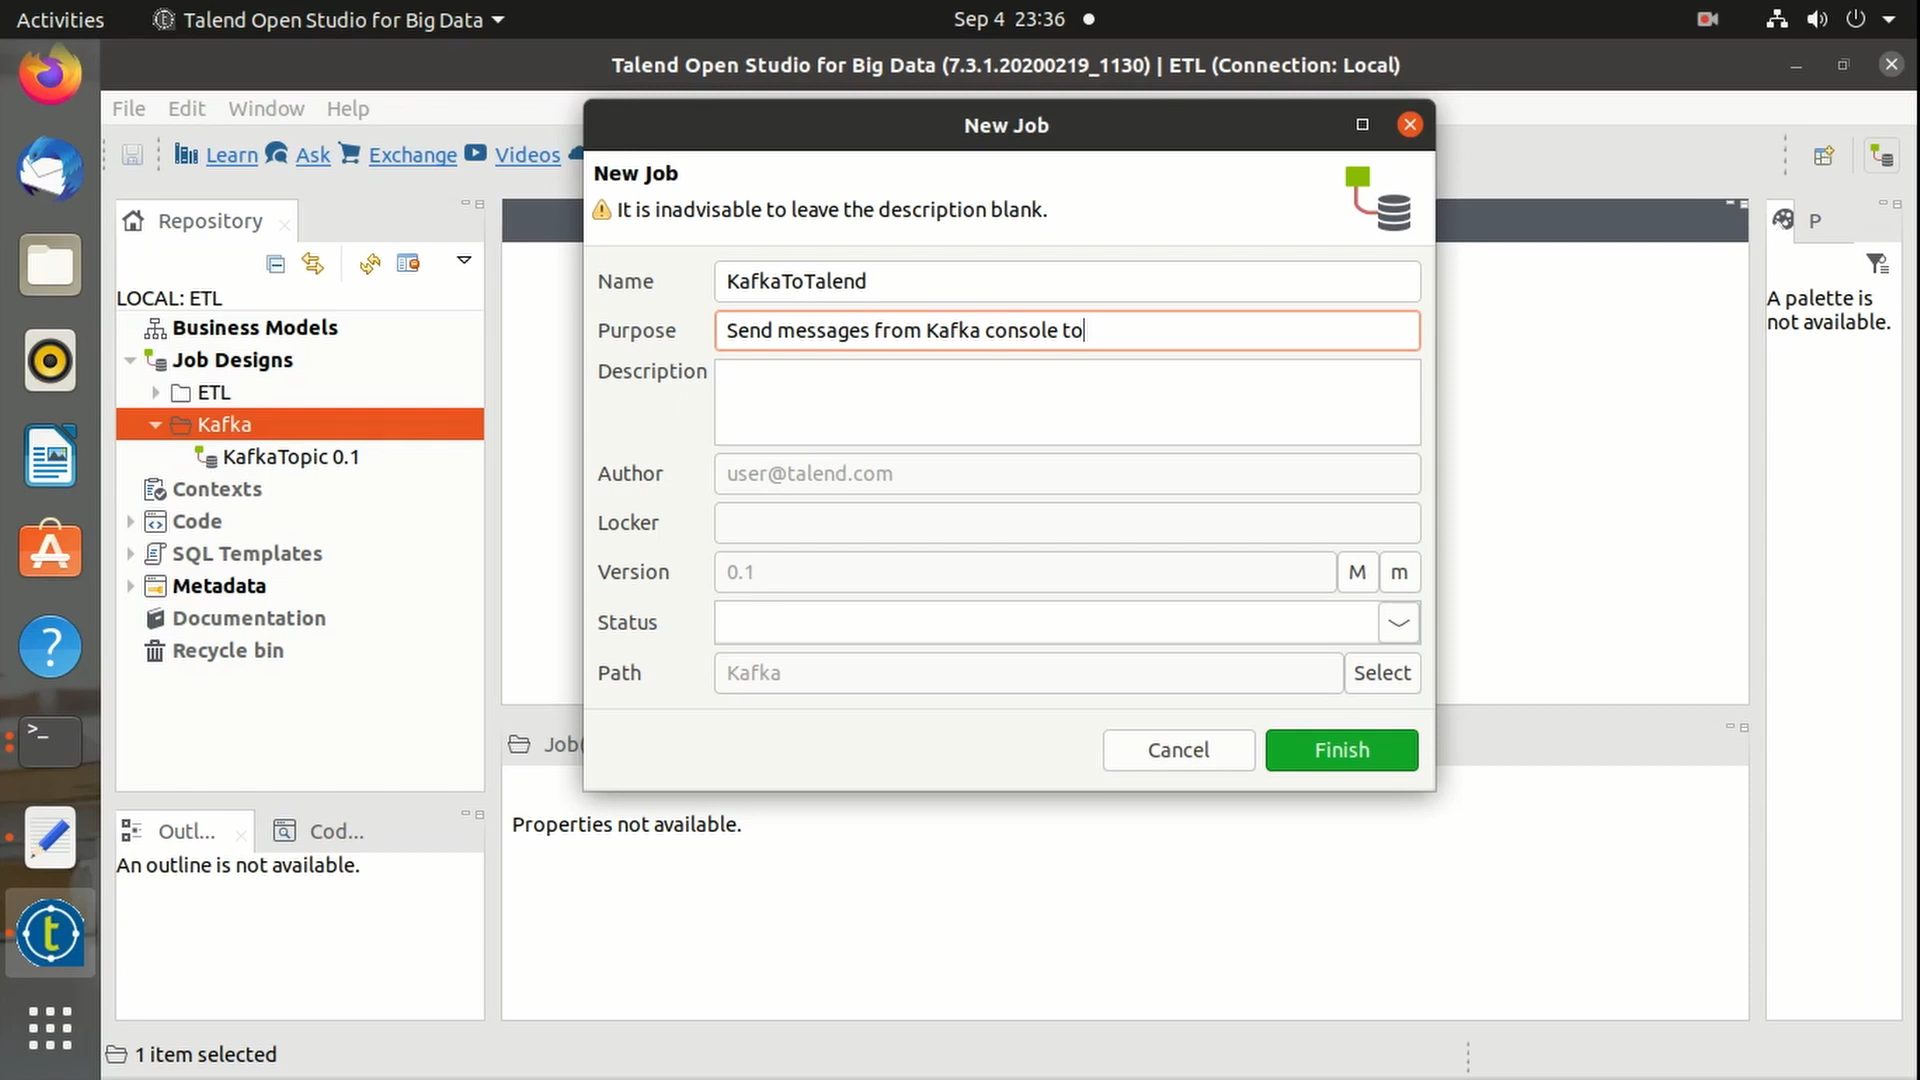 Activities
Talend Open Studio for Big Data
Sep 4 23:36
Talend Open Studio for Big Data (7.3.1.20200219_1130) | ETL (Connection: Local)
File Edit Window Help
Learn Ask Exchange Videos
New Job
New Job
It is inadvisable to leave the description blank.
Repository
P
LOCAL: ETL
Business Models
Job Designs
ETL
Kafka
KafkaTopic 0.1
Contexts
Code
SQL Templates
Metadata
Documentation
Recycle bin
Name KafkaToTalend
Purpose Send messages from Kafka console to
Description
Author user@talend.com
Locker
Version 0.1 M m
Status
Path Kafka Select
Cancel Finish
A palette is
not available.
Job(
Properties not available.
Outl... Cod...
An outline is not available.
1 item selected